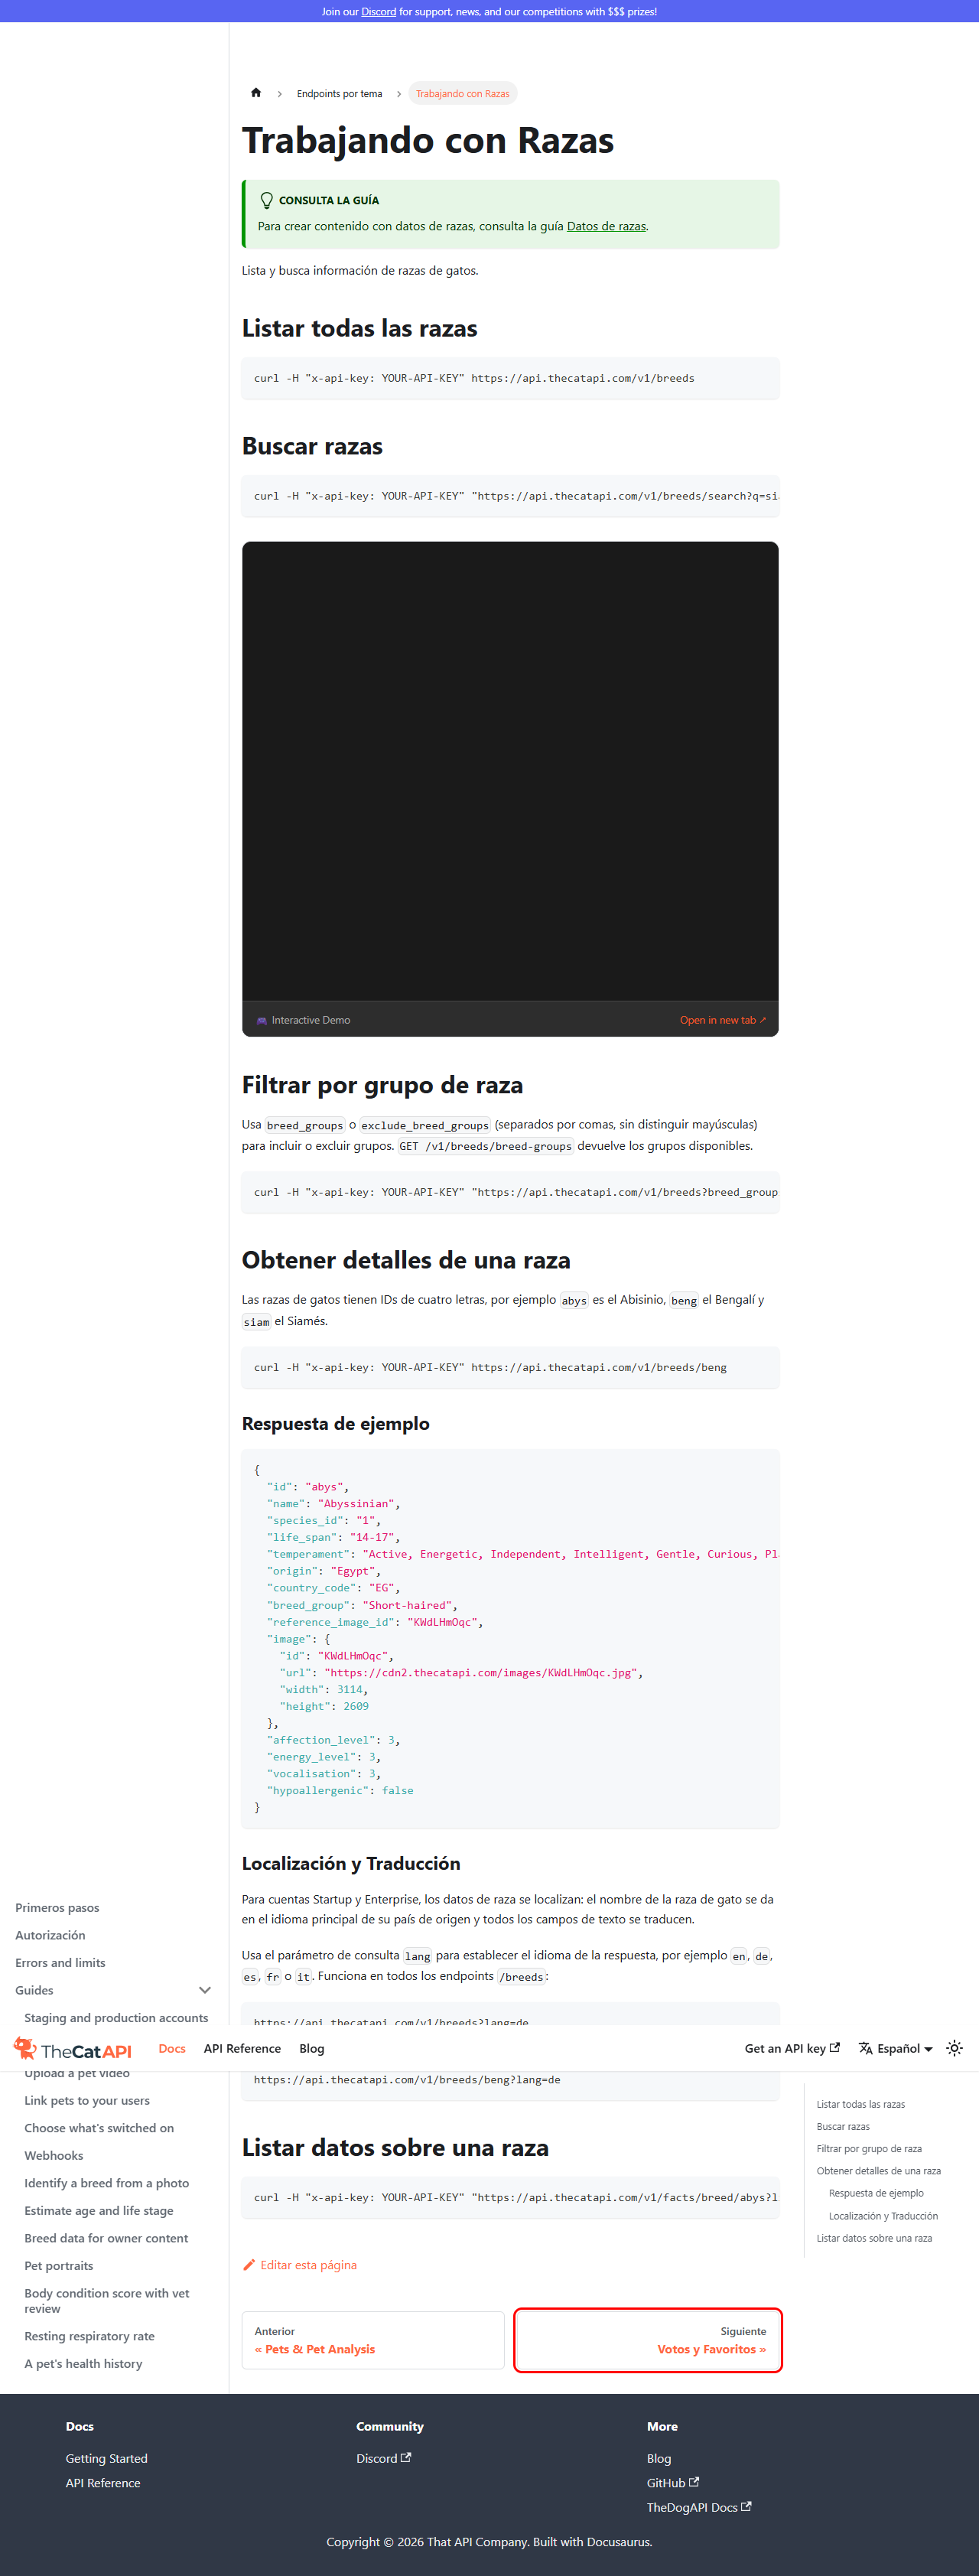 Join our Discord for support, news, and our competitions with $$$ prizes!
Endpoints por tema
Trabajando con Razas
Trabajando con Razas
CONSULTA LA GUÍA
Para crear contenido con datos de razas, consulta la guía Datos de razas.
Lista y busca información de razas de gatos.
Listar todas las razas
curl -H "x-api-key: YOUR-API-KEY" https://api.thecatapi.com/v1/breeds
Buscar razas
curl -H "x-api-key: YOUR-API-KEY" "https://api.thecatapi.com/v1/breeds/search?q=si
Interactive Demo
Open in new tab ↗
Filtrar por grupo de raza
Usa breed_groups o exclude_breed_groups (separados por comas, sin distinguir mayúsculas)
para incluir o excluir grupos. GET /v1/breeds/breed-groups devuelve los grupos disponibles.
curl -H "x-api-key: YOUR-API-KEY" "https://api.thecatapi.com/v1/breeds?breed_group
Obtener detalles de una raza
Las razas de gatos tienen IDs de cuatro letras, por ejemplo abys es el Abisinio, beng el Bengalí y
siam el Siamés.
curl -H "x-api-key: YOUR-API-KEY" https://api.thecatapi.com/v1/breeds/beng
Respuesta de ejemplo
{
"id": "abys",
"name": "Abyssinian",
"species_id": "1",
"life_span": "14-17",
"temperament": "Active, Energetic, Independent, Intelligent, Gentle, Curious, Pl
"origin": "Egypt",
"country_code": "EG",
"breed_group": "Short-haired",
"reference_image_id": "KWdLHmOqc",
"image": {
"id": "KWdLHmOqc",
"url": "https://cdn2.thecatapi.com/images/KWdLHmOqc.jpg",
"width": 3114,
"height": 2609
},
"affection_level": 3,
"energy_level": 3,
"vocalisation": 3,
"hypoallergenic": false
}
Localización y Traducción
Para cuentas Startup y Enterprise, los datos de raza se localizan: el nombre de la raza de gato se da
en el idioma principal de su país de origen y todos los campos de texto se traducen.
Usa el parámetro de consulta lang para establecer el idioma de la respuesta, por ejemplo en, de,
es, fr o it. Funciona en todos los endpoints /breeds:
https://api.thecatapi.com/v1/breeds?lang=de
Primeros pasos
Autorización
Errors and limits
Guides
Staging and production accounts
TheCatAPI
Docs
API Reference
Blog
Get an API key
Español
Upload a pet video
Link pets to your users
Choose what's switched on
Webhooks
Identify a breed from a photo
Estimate age and life stage
Breed data for owner content
Pet portraits
Body condition score with vet
review
Resting respiratory rate
A pet's health history
https://api.thecatapi.com/v1/breeds/beng?lang=de
Listar datos sobre una raza
curl -H "x-api-key: YOUR-API-KEY" "https://api.thecatapi.com/v1/facts/breed/abys?l
Editar esta página
Anterior
« Pets & Pet Analysis
Siguiente
Votos y Favoritos »
Listar todas las razas
Buscar razas
Filtrar por grupo de raza
Obtener detalles de una raza
Respuesta de ejemplo
Localización y Traducción
Listar datos sobre una raza
Docs
Getting Started
API Reference
Community
Discord
More
Blog
GitHub
TheDogAPI Docs
Copyright © 2026 That API Company. Built with Docusaurus.